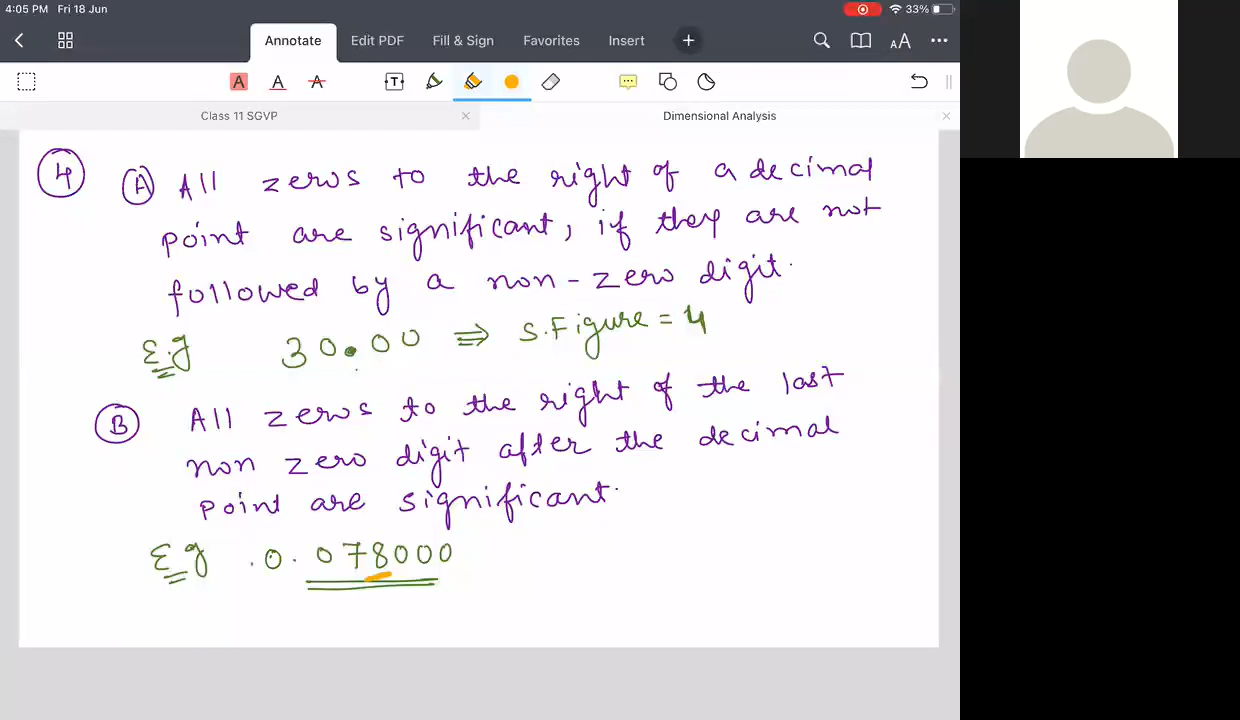 4:05 PM Fri 18 Jun
33%
Annotate Edit PDF Fill & Sign Favorites Insert
A A A T
AA
Class 11 SGVP
Dimensional Analysis
4 A All zeros to the right of a decimal
point are significant, if they are not
followed by a non-zero digit.
E.g 30.00 ⇒ S.Figure = 4
B All zeros to the right of the last
non zero digit after the decimal
point are significant.
Eg .0.078000